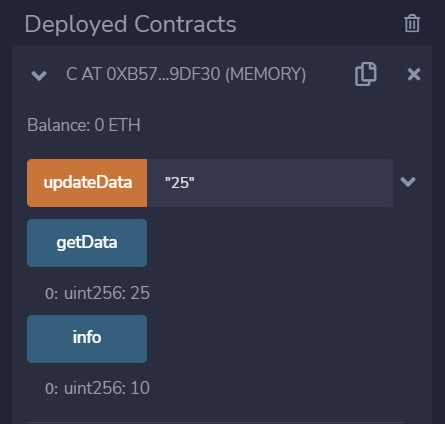 Deployed Contracts
C AT 0XB57...9DF30 (MEMORY)
Balance: 0 ETH
updateData "25"
getData
0: uint256: 25
info
0: uint256: 10